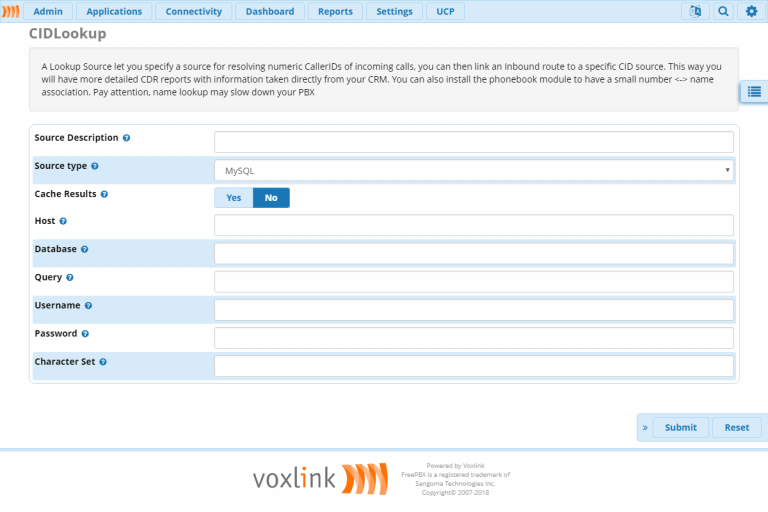 Admin Applications Connectivity Dashboard Reports Settings UCP
CIDLookup
A Lookup Source let you specify a source for resolving numeric CallerIDs of incoming calls, you can then link an Inbound route to a specific CID source. This way you
will have more detailed CDR reports with information taken directly from your CRM. You can also install the phonebook module to have a small number <-> name
association. Pay attention, name lookup may slow down your PBX
Source Description
Source type MySQL
Cache Results Yes No
Host
Database
Query
Username
Password
Character Set
» Submit Reset
voxlink
Powered by Voxlink
FreePBX is a registered trademark of
Sangoma Technologies Inc.
Copyright© 2007-2018